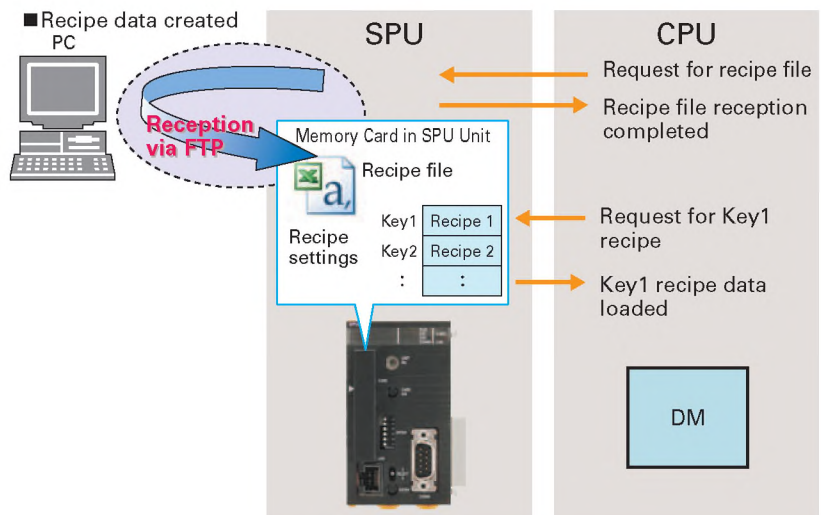 ■Recipe data created
PC
SPU
CPU
Request for recipe file
Recipe file reception
completed
Reception
via FTP
Memory Card in SPU Unit
a,
Recipe file
Recipe
settings
Key1 Recipe 1
Key2 Recipe 2
: :
Request for Key1
recipe
Key1 recipe data
loaded
DM